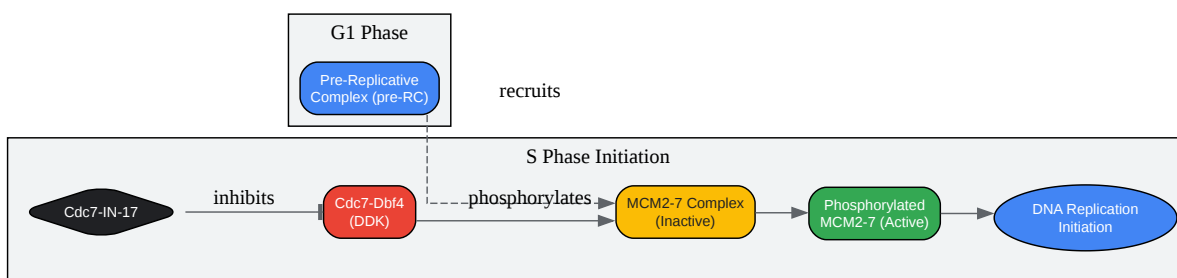 G1 Phase
Pre-Replicative
Complex (pre-RC)
recruits
S Phase Initiation
Cdc7-IN-17
inhibits
Cdc7-Dbf4
(DDK)
phosphorylates
MCM2-7 Complex
(Inactive)
Phosphorylated
MCM2-7 (Active)
DNA Replication
Initiation